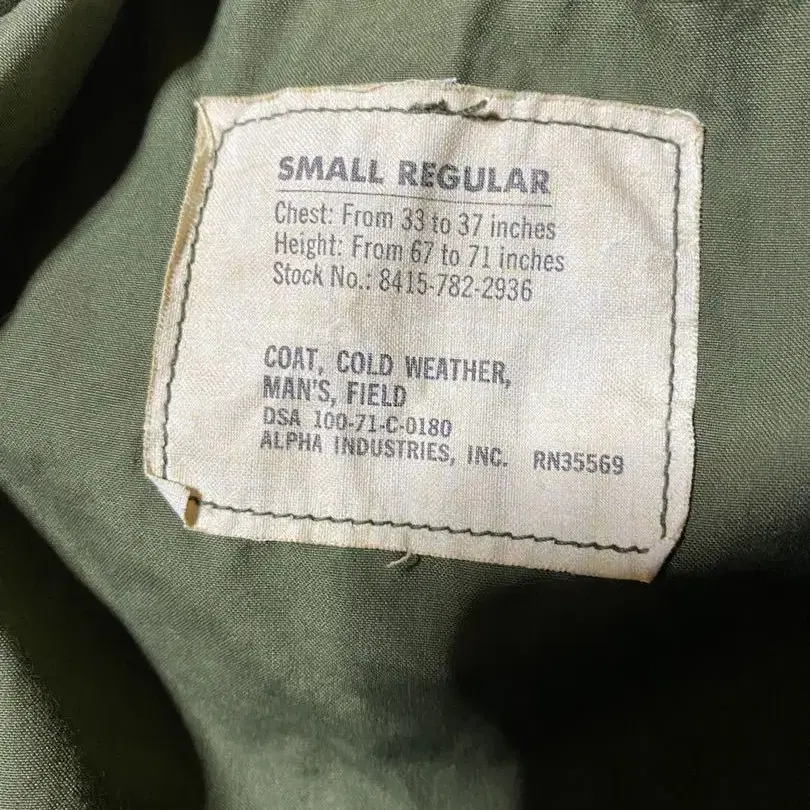 SMALL REGULAR
Chest: From 33 to 37 inches
Height: From 67 to 71 inches
Stock No.: 8415-782-2936
COAT, COLD WEATHER,
MAN'S, FIELD
DSA 100-71-C-0180
ALPHA INDUSTRIES, INC. RN35569